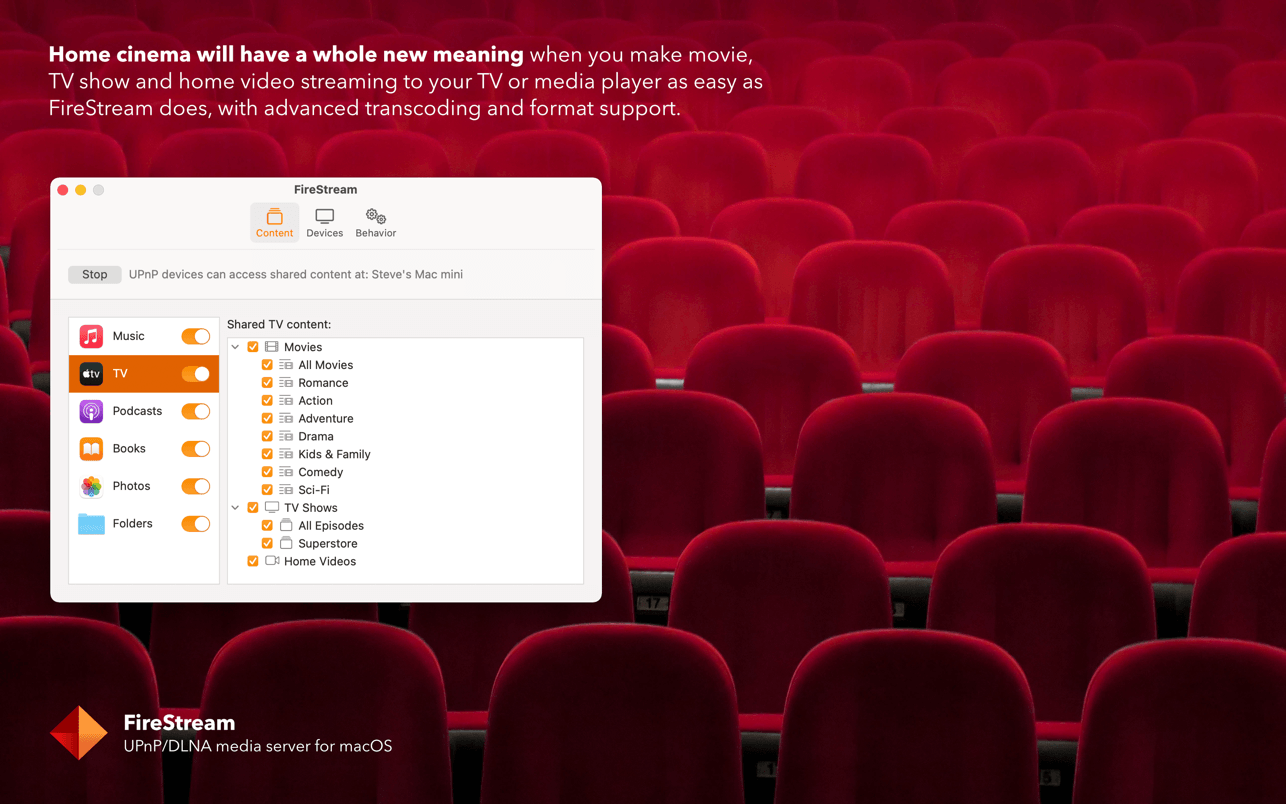 Home cinema will have a whole new meaning when you make movie,
TV show and home video streaming to your TV or media player as easy as
FireStream does, with advanced transcoding and format support.
FireStream
Content Devices Behavior
Stop UPnP devices can access shared content at: Steve's Mac mini
Music
tv TV
Podcasts
Books
Photos
Folders
Shared TV content:
Movies
All Movies
Romance
Action
Adventure
Drama
Kids & Family
Comedy
Sci-Fi
TV Shows
All Episodes
Superstore
Home Videos
17
FireStream
UPnP/DLNA media server for macOS